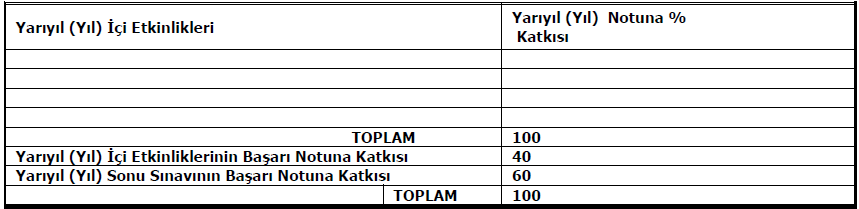 Yarıyıl (Yıl) İçi Etkinlikleri
Yarıyıl (Yıl) Notuna %
Katkısı
TOPLAM 100
Yarıyıl (Yıl) İçi Etkinliklerinin Başarı Notuna Katkısı 40
Yarıyıl (Yıl) Sonu Sınavının Başarı Notuna Katkısı 60
TOPLAM 100